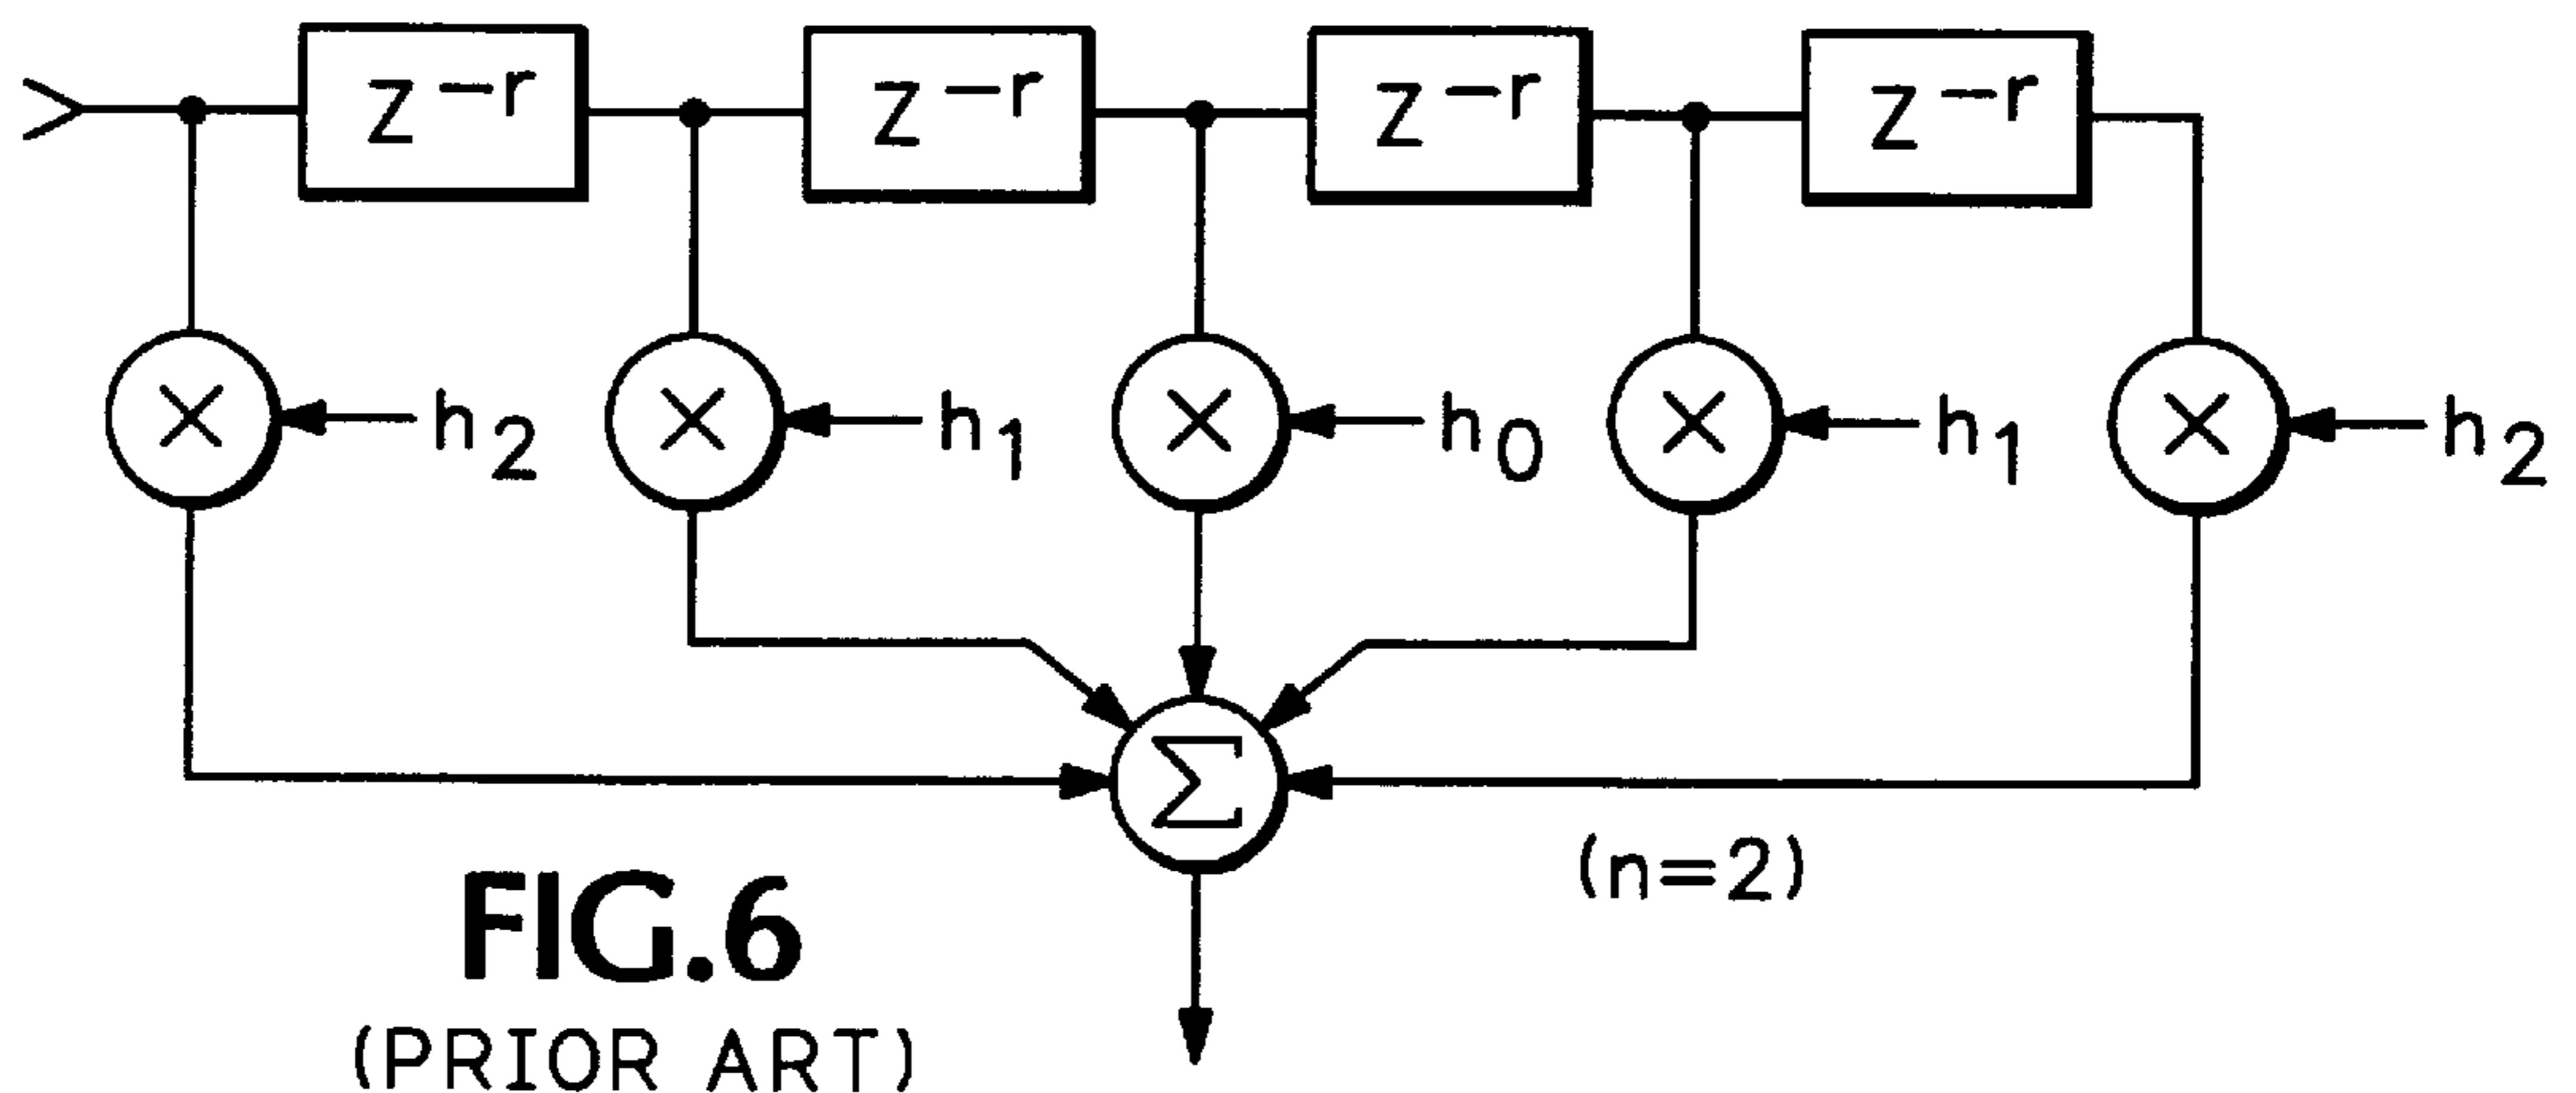 z⁻ʳ z⁻ʳ z⁻ʳ z⁻ʳ
× h₂ × h₁ × h₀ × h₁ × h₂
Σ
(n=2)
FIG.6
(PRIOR ART)